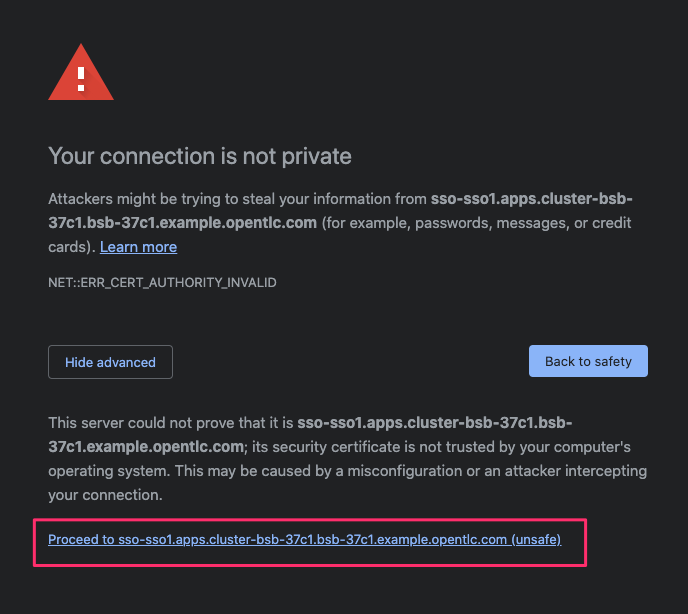 Your connection is not private
Attackers might be trying to steal your information from sso-sso1.apps.cluster-bsb-
37c1.bsb-37c1.example.opentlc.com (for example, passwords, messages, or credit
cards). Learn more
NET::ERR_CERT_AUTHORITY_INVALID
Hide advanced
Back to safety
This server could not prove that it is sso-sso1.apps.cluster-bsb-37c1.bsb-
37c1.example.opentlc.com; its security certificate is not trusted by your computer's
operating system. This may be caused by a misconfiguration or an attacker intercepting
your connection.
Proceed to sso-sso1.apps.cluster-bsb-37c1.bsb-37c1.example.opentlc.com (unsafe)